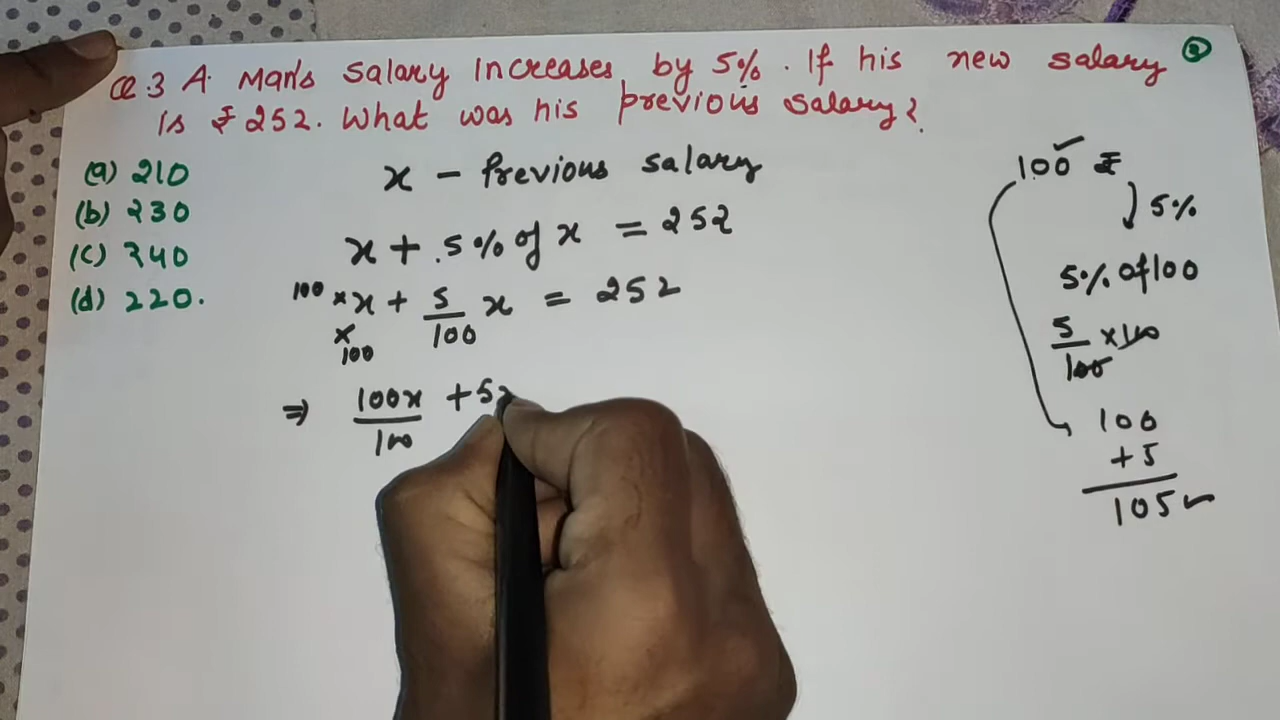 Q.3 A Man's salary increases by 5%. If his new salary
is ₹252. What was his previous salary?
(a) 210
(b) 230
(c) 240
(d) 220.
x - Previous salary
x + 5% of x = 252
100 × x + 5/100 x = 252
× 100
⇒ 100x/100 + 5x
100 ₹
5%
5% of 100
5/100 × 100
100
+ 5
105